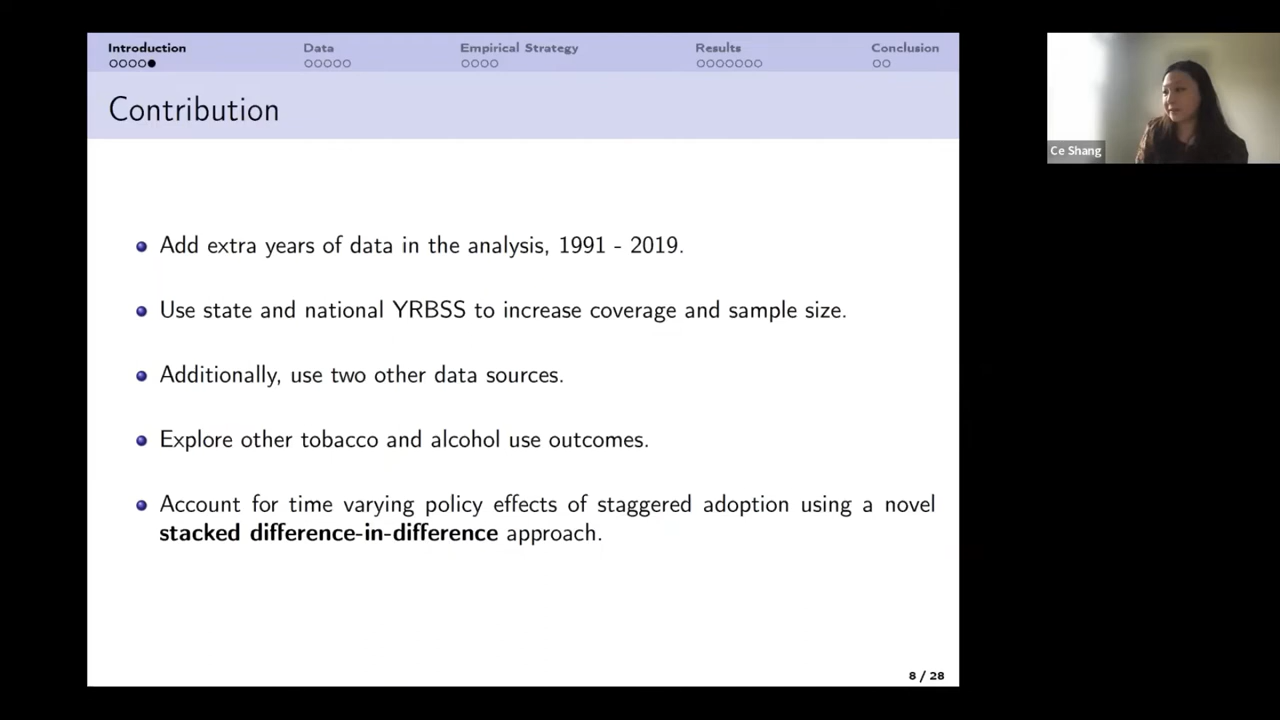 Introduction Data Empirical Strategy Results Conclusion
Contribution
Add extra years of data in the analysis, 1991 - 2019.
Use state and national YRBSS to increase coverage and sample size.
Additionally, use two other data sources.
Explore other tobacco and alcohol use outcomes.
Account for time varying policy effects of staggered adoption using a novel
stacked difference-in-difference approach.
8 / 28
Ce Shang